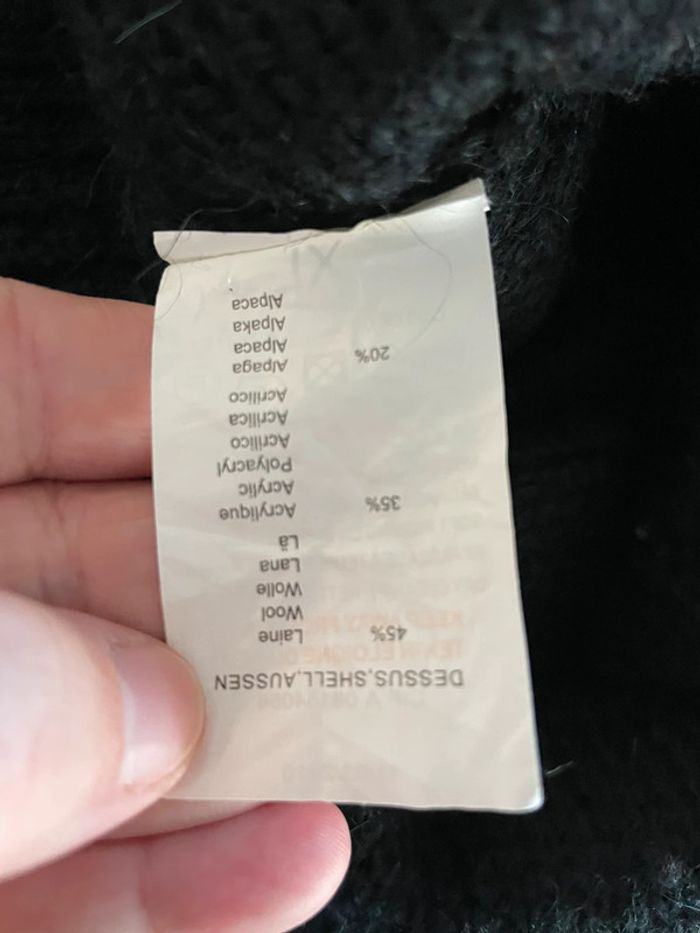 DESSUS,SHELL,AUSSEN
45% Laine
Wool
Wolle
Lana
Lã
35% Acrylique
Acrylic
Polyacryl
Acrilico
Acrilica
Acrilico
20% Alpaga
Alpaca
Alpaka
Alpaca